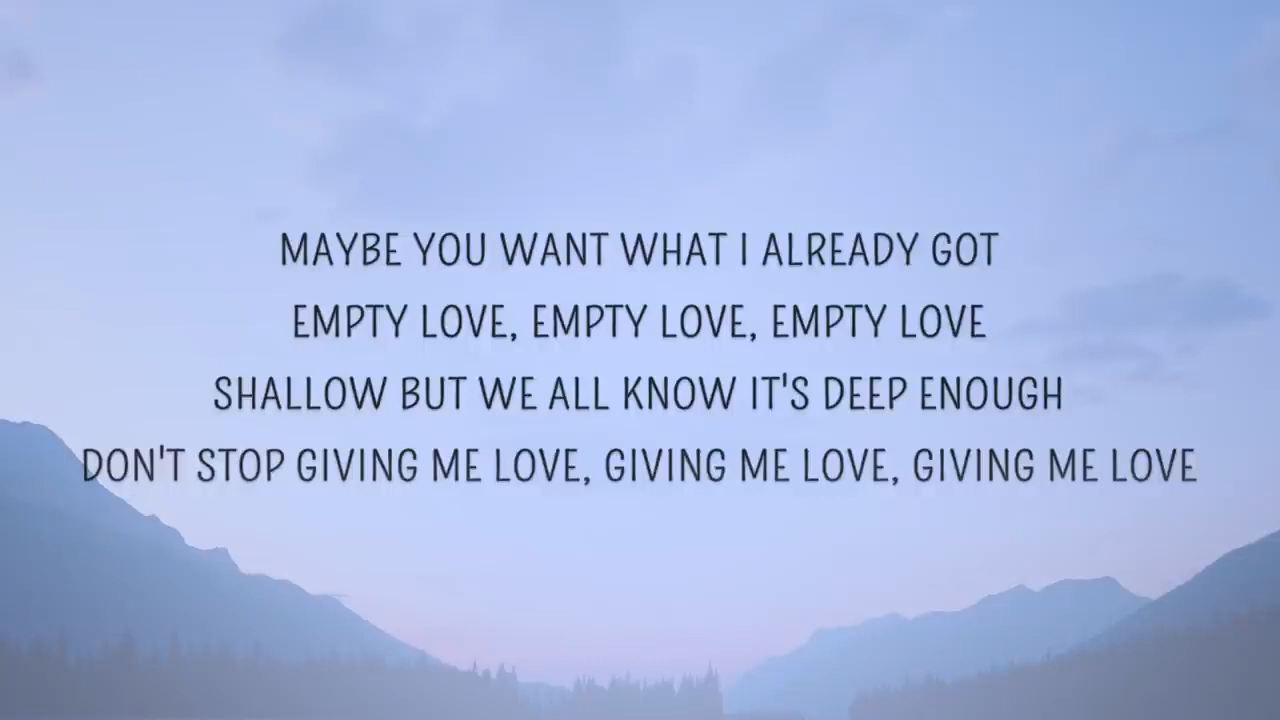 MAYBE YOU WANT WHAT I ALREADY GOT
EMPTY LOVE, EMPTY LOVE, EMPTY LOVE
SHALLOW BUT WE ALL KNOW IT'S DEEP ENOUGH
DON'T STOP GIVING ME LOVE, GIVING ME LOVE, GIVING ME LOVE